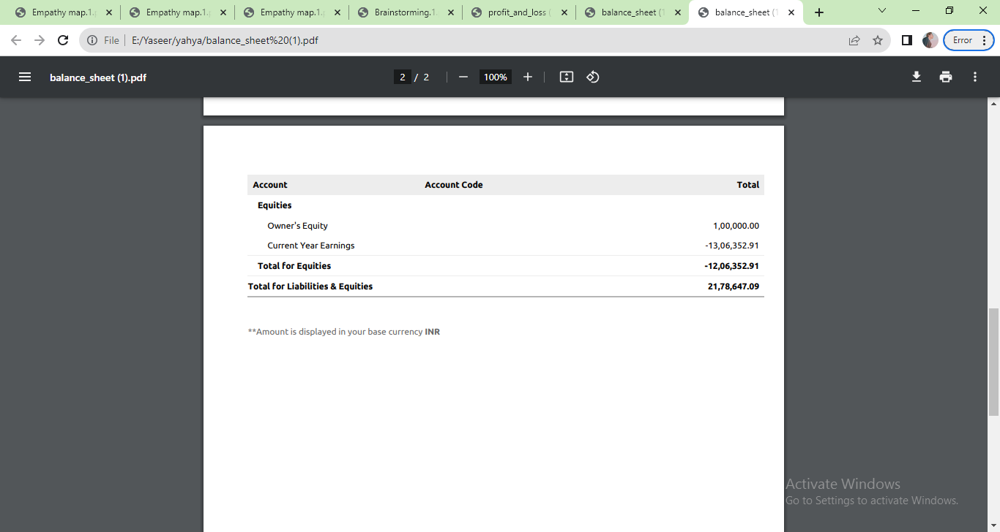 Empathy map.1.p
Empathy map.1.p
Empathy map.1.p
Brainstorming.1.
profit_and_loss (
balance_sheet (1
balance_sheet (1
File
E:/Yaseer/yahya/balance_sheet%20(1).pdf
Error
balance_sheet (1).pdf
2 / 2
100%
Account Account Code Total
Equities
Owner's Equity 1,00,000.00
Current Year Earnings -13,06,352.91
Total for Equities -12,06,352.91
Total for Liabilities & Equities 21,78,647.09
**Amount is displayed in your base currency INR
Activate Windows
Go to Settings to activate Windows.